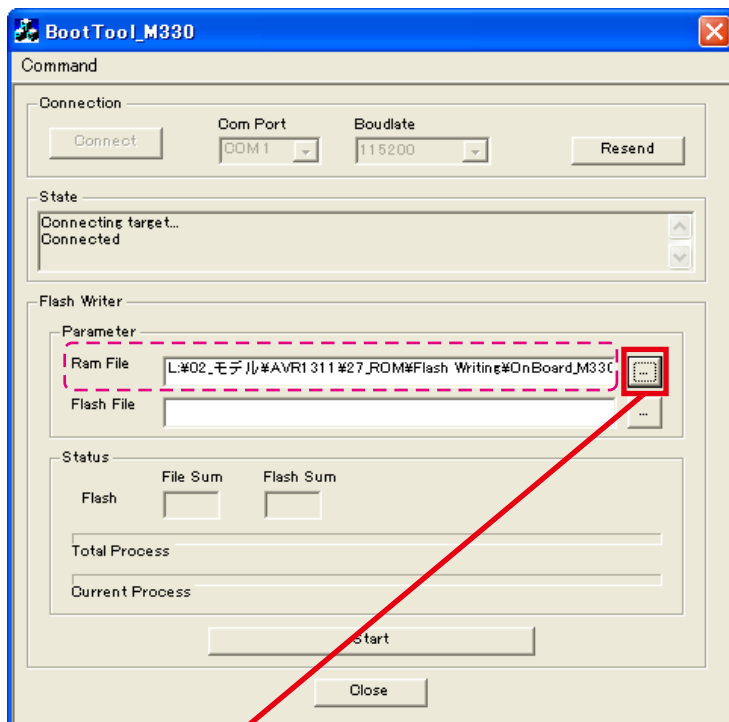 BootTool_M330
Command
Connection
Com Port Boudlate
Connect COM1 115200 Resend
State
Connecting target...
Connected
Flash Writer
Parameter
Ram File L:¥02_モデル¥AVR1311¥27_ROM¥Flash Writing¥OnBoard_M330 ...
Flash File ...
Status
File Sum Flash Sum
Flash
Total Process
Current Process
Start
Close